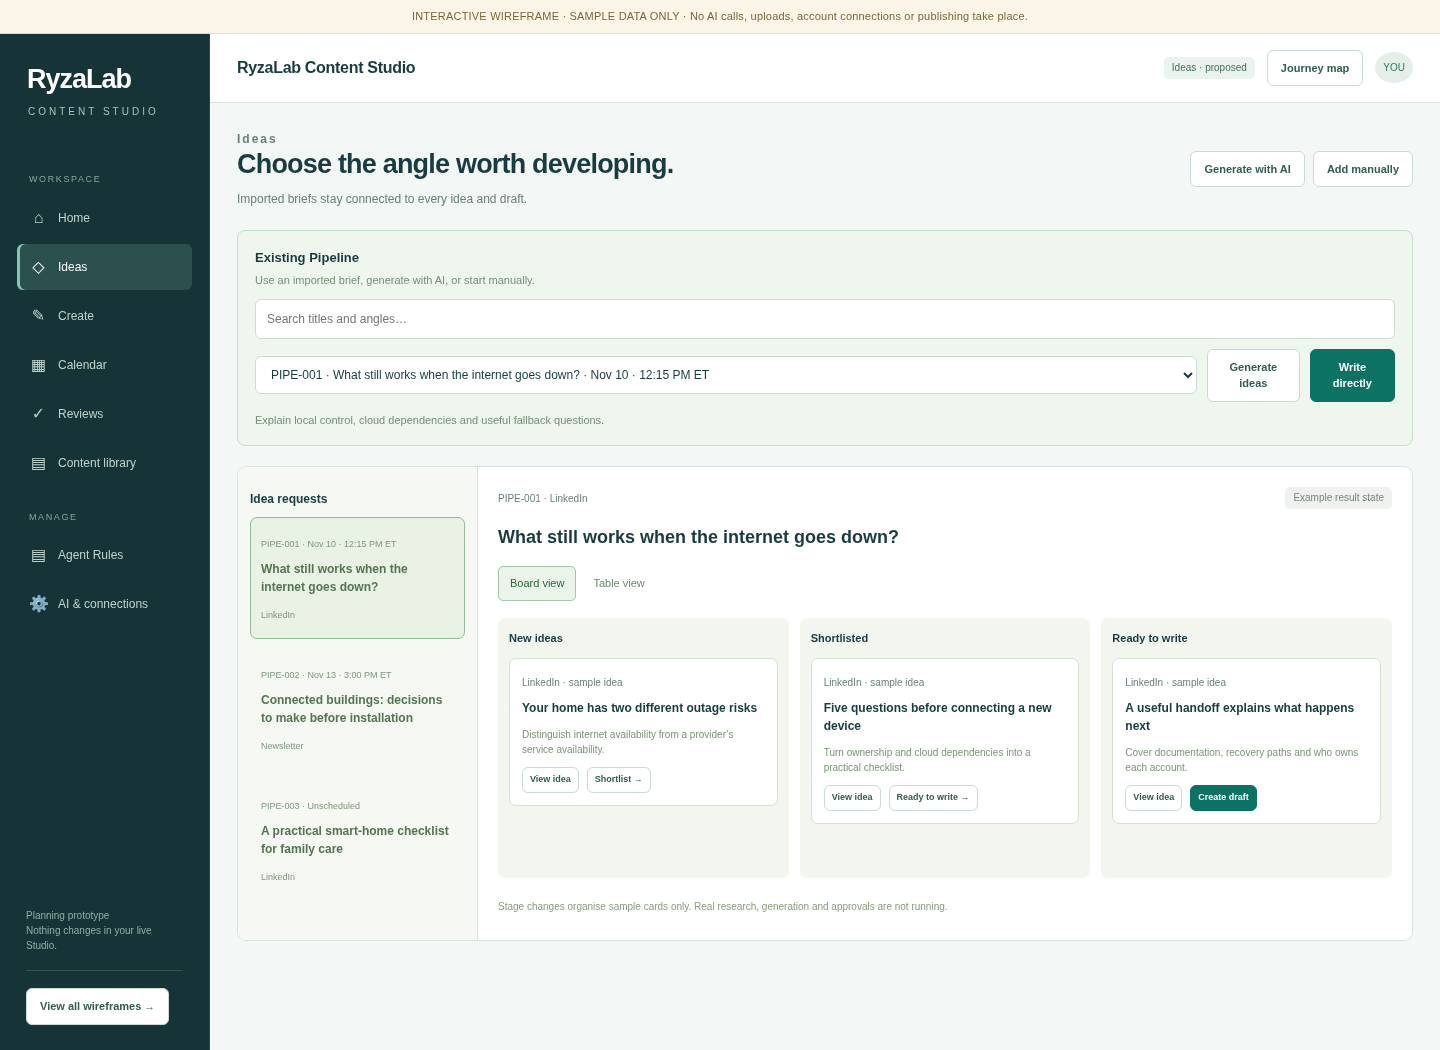 INTERACTIVE WIREFRAME · SAMPLE DATA ONLY · No AI calls, uploads, account connections or publishing take place.
RyzaLab
CONTENT STUDIO
WORKSPACE
Home
Ideas
Create
Calendar
Reviews
Content library
MANAGE
Agent Rules
AI & connections
Planning prototype
Nothing changes in your live
Studio.
View all wireframes →
RyzaLab Content Studio
Ideas · proposed
Journey map
YOU
Ideas
Choose the angle worth developing.
Imported briefs stay connected to every idea and draft.
Generate with AI
Add manually
Existing Pipeline
Use an imported brief, generate with AI, or start manually.
Search titles and angles…
PIPE-001 · What still works when the internet goes down? · Nov 10 · 12:15 PM ET
Generate
ideas
Write
directly
Explain local control, cloud dependencies and useful fallback questions.
Idea requests
PIPE-001 · Nov 10 · 12:15 PM ET
What still works when the
internet goes down?
LinkedIn
PIPE-002 · Nov 13 · 3:00 PM ET
Connected buildings: decisions
to make before installation
Newsletter
PIPE-003 · Unscheduled
A practical smart-home checklist
for family care
LinkedIn
PIPE-001 · LinkedIn
Example result state
What still works when the internet goes down?
Board view
Table view
New ideas
LinkedIn · sample idea
Your home has two different outage risks
Distinguish internet availability from a provider’s
service availability.
View idea
Shortlist →
Shortlisted
LinkedIn · sample idea
Five questions before connecting a new
device
Turn ownership and cloud dependencies into a
practical checklist.
View idea
Ready to write →
Ready to write
LinkedIn · sample idea
A useful handoff explains what happens
next
Cover documentation, recovery paths and who owns
each account.
View idea
Create draft
Stage changes organise sample cards only. Real research, generation and approvals are not running.